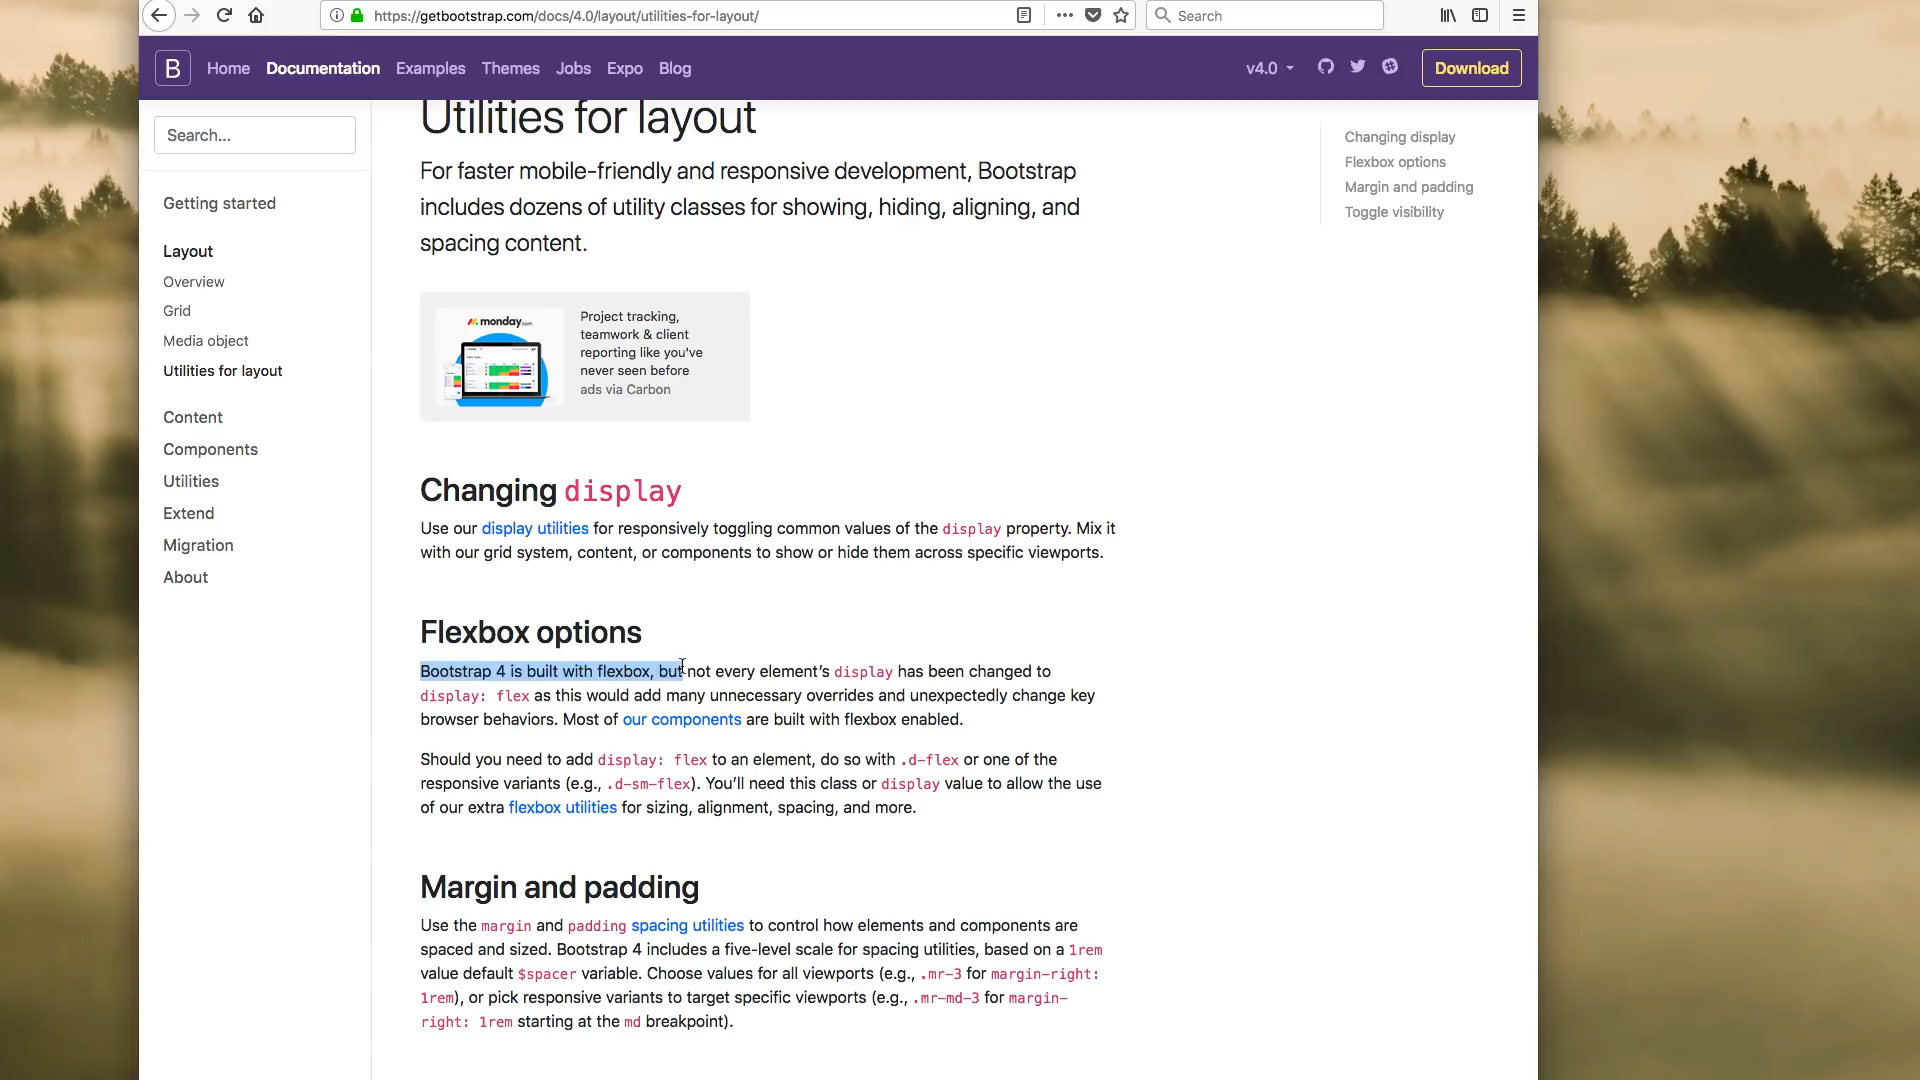 https://getbootstrap.com/docs/4.0/layout/utilities-for-layout/
Search
B
Home
Documentation
Examples
Themes
Jobs
Expo
Blog
v4.0
Download
Search...
Getting started
Layout
Overview
Grid
Media object
Utilities for layout
Content
Components
Utilities
Extend
Migration
About
Utilities for layout
For faster mobile-friendly and responsive development, Bootstrap
includes dozens of utility classes for showing, hiding, aligning, and
spacing content.
monday.com
Project tracking,
teamwork & client
reporting like you've
never seen before
ads via Carbon
Changing display
Use our display utilities for responsively toggling common values of the display property. Mix it
with our grid system, content, or components to show or hide them across specific viewports.
Flexbox options
Bootstrap 4 is built with flexbox, but not every element’s display has been changed to
display: flex as this would add many unnecessary overrides and unexpectedly change key
browser behaviors. Most of our components are built with flexbox enabled.
Should you need to add display: flex to an element, do so with .d-flex or one of the
responsive variants (e.g., .d-sm-flex). You’ll need this class or display value to allow the use
of our extra flexbox utilities for sizing, alignment, spacing, and more.
Margin and padding
Use the margin and padding spacing utilities to control how elements and components are
spaced and sized. Bootstrap 4 includes a five-level scale for spacing utilities, based on a 1rem
value default $spacer variable. Choose values for all viewports (e.g., .mr-3 for margin-right:
1rem), or pick responsive variants to target specific viewports (e.g., .mr-md-3 for margin-
right: 1rem starting at the md breakpoint).
Changing display
Flexbox options
Margin and padding
Toggle visibility